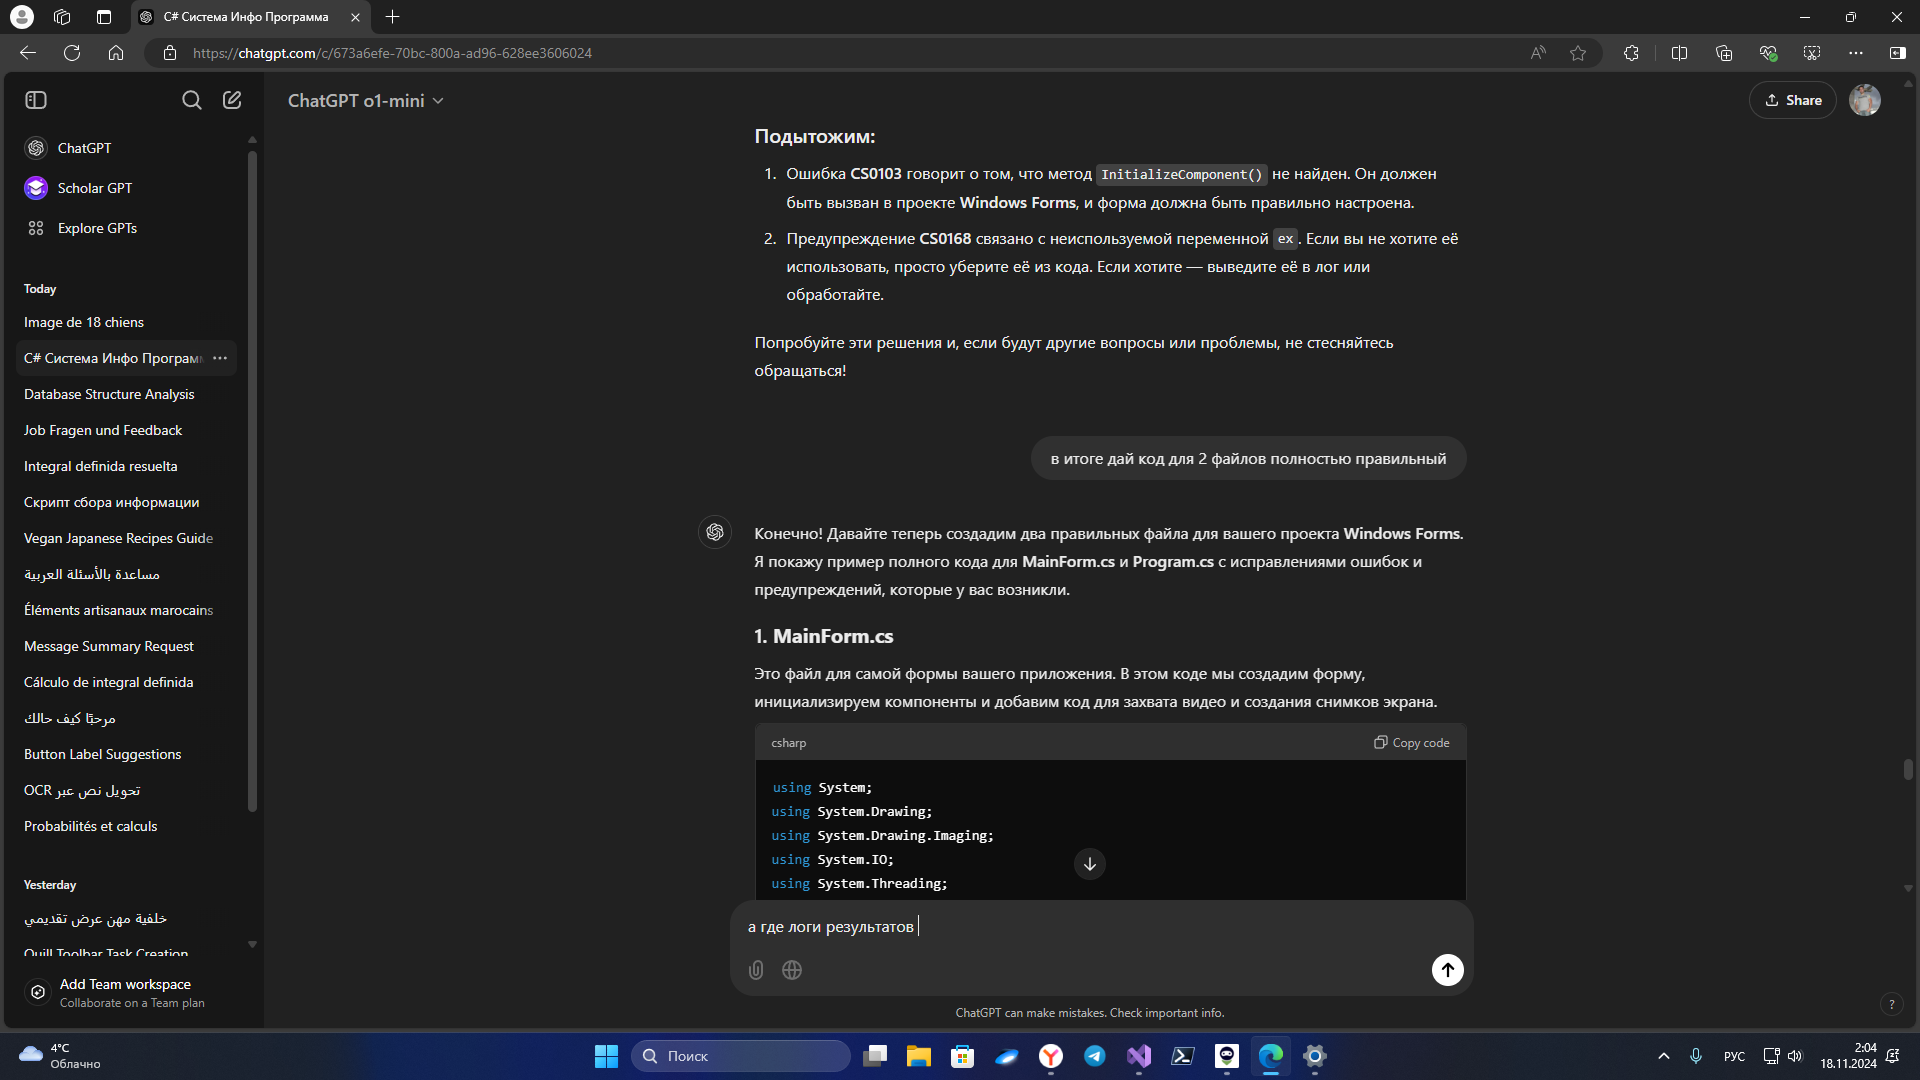 C# Система Инфо Программа
https://chatgpt.com/c/673a6efe-70bc-800a-ad96-628ee3606024
ChatGPT o1-mini
Share
ChatGPT
Scholar GPT
Explore GPTs
Today
Image de 18 chiens
C# Система Инфо Програм
Database Structure Analysis
Job Fragen und Feedback
Integral definida resuelta
Скрипт сбора информации
Vegan Japanese Recipes Guide
مساعدة بالأسئلة العربية
Éléments artisanaux marocains
Message Summary Request
Cálculo de integral definida
مرحبًا كيف حالك
Button Label Suggestions
تحويل نص عبر OCR
Probabilités et calculs
Yesterday
خلفية مهن عرض تقديمي
Quill Toolbar Task Creation
Add Team workspace
Collaborate on a Team plan
Подытожим:
1. Ошибка CS0103 говорит о том, что метод InitializeComponent() не найден. Он должен
быть вызван в проекте Windows Forms, и форма должна быть правильно настроена.
2. Предупреждение CS0168 связано с неиспользуемой переменной ex. Если вы не хотите её
использовать, просто уберите её из кода. Если хотите — выведите её в лог или
обработайте.
Попробуйте эти решения и, если будут другие вопросы или проблемы, не стесняйтесь
обращаться!
в итоге дай код для 2 файлов полностью правильный
Конечно! Давайте теперь создадим два правильных файла для вашего проекта Windows Forms.
Я покажу пример полного кода для MainForm.cs и Program.cs с исправлениями ошибок и
предупреждений, которые у вас возникли.
1. MainForm.cs
Это файл для самой формы вашего приложения. В этом коде мы создадим форму,
инициализируем компоненты и добавим код для захвата видео и создания снимков экрана.
csharp
Copy code
using System;
using System.Drawing;
using System.Drawing.Imaging;
using System.IO;
using System.Threading;
а где логи результатов
ChatGPT can make mistakes. Check important info.
?
4°C
Облачно
Поиск
РУС
2:04
18.11.2024